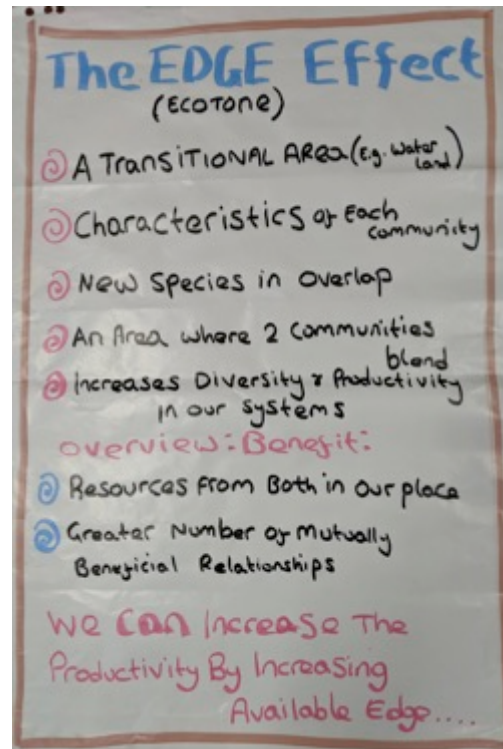 The EDGE Effect
(ECOTONE)
A TRANSITIONAL AREA (E.g. Water
land)
Characteristics of Each
community
New Species in Overlap
An Area where 2 Communities
blend
Increases Diversity & Productivity
in our systems
Overview: Benefit:
Resources From Both in Our place
Greater Number of Mutually
Beneficial Relationships
We Can Increase The
Productivity By Increasing
Available Edge....